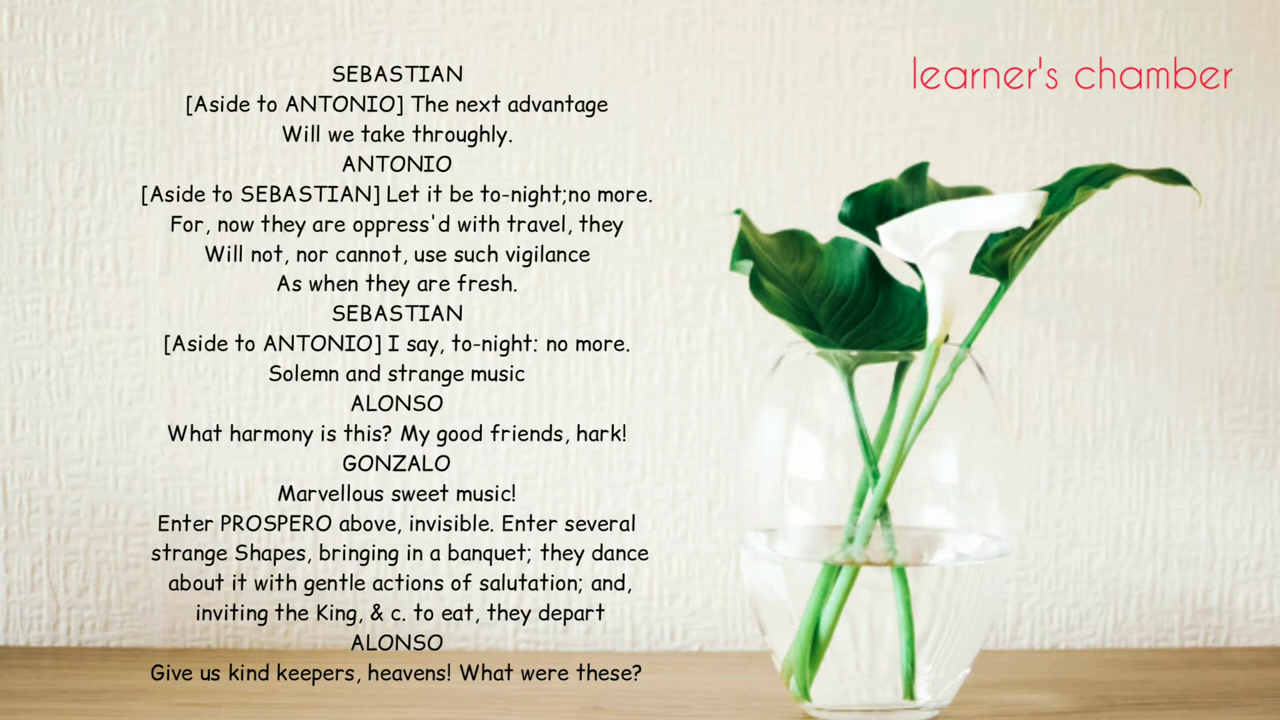 learner's chamber
SEBASTIAN
[Aside to ANTONIO] The next advantage
Will we take throughly.
ANTONIO
[Aside to SEBASTIAN] Let it be to-night;no more.
For, now they are oppress'd with travel, they
Will not, nor cannot, use such vigilance
As when they are fresh.
SEBASTIAN
[Aside to ANTONIO] I say, to-night: no more.
Solemn and strange music
ALONSO
What harmony is this? My good friends, hark!
GONZALO
Marvellous sweet music!
Enter PROSPERO above, invisible. Enter several
strange Shapes, bringing in a banquet; they dance
about it with gentle actions of salutation; and,
inviting the King, & c. to eat, they depart
ALONSO
Give us kind keepers, heavens! What were these?